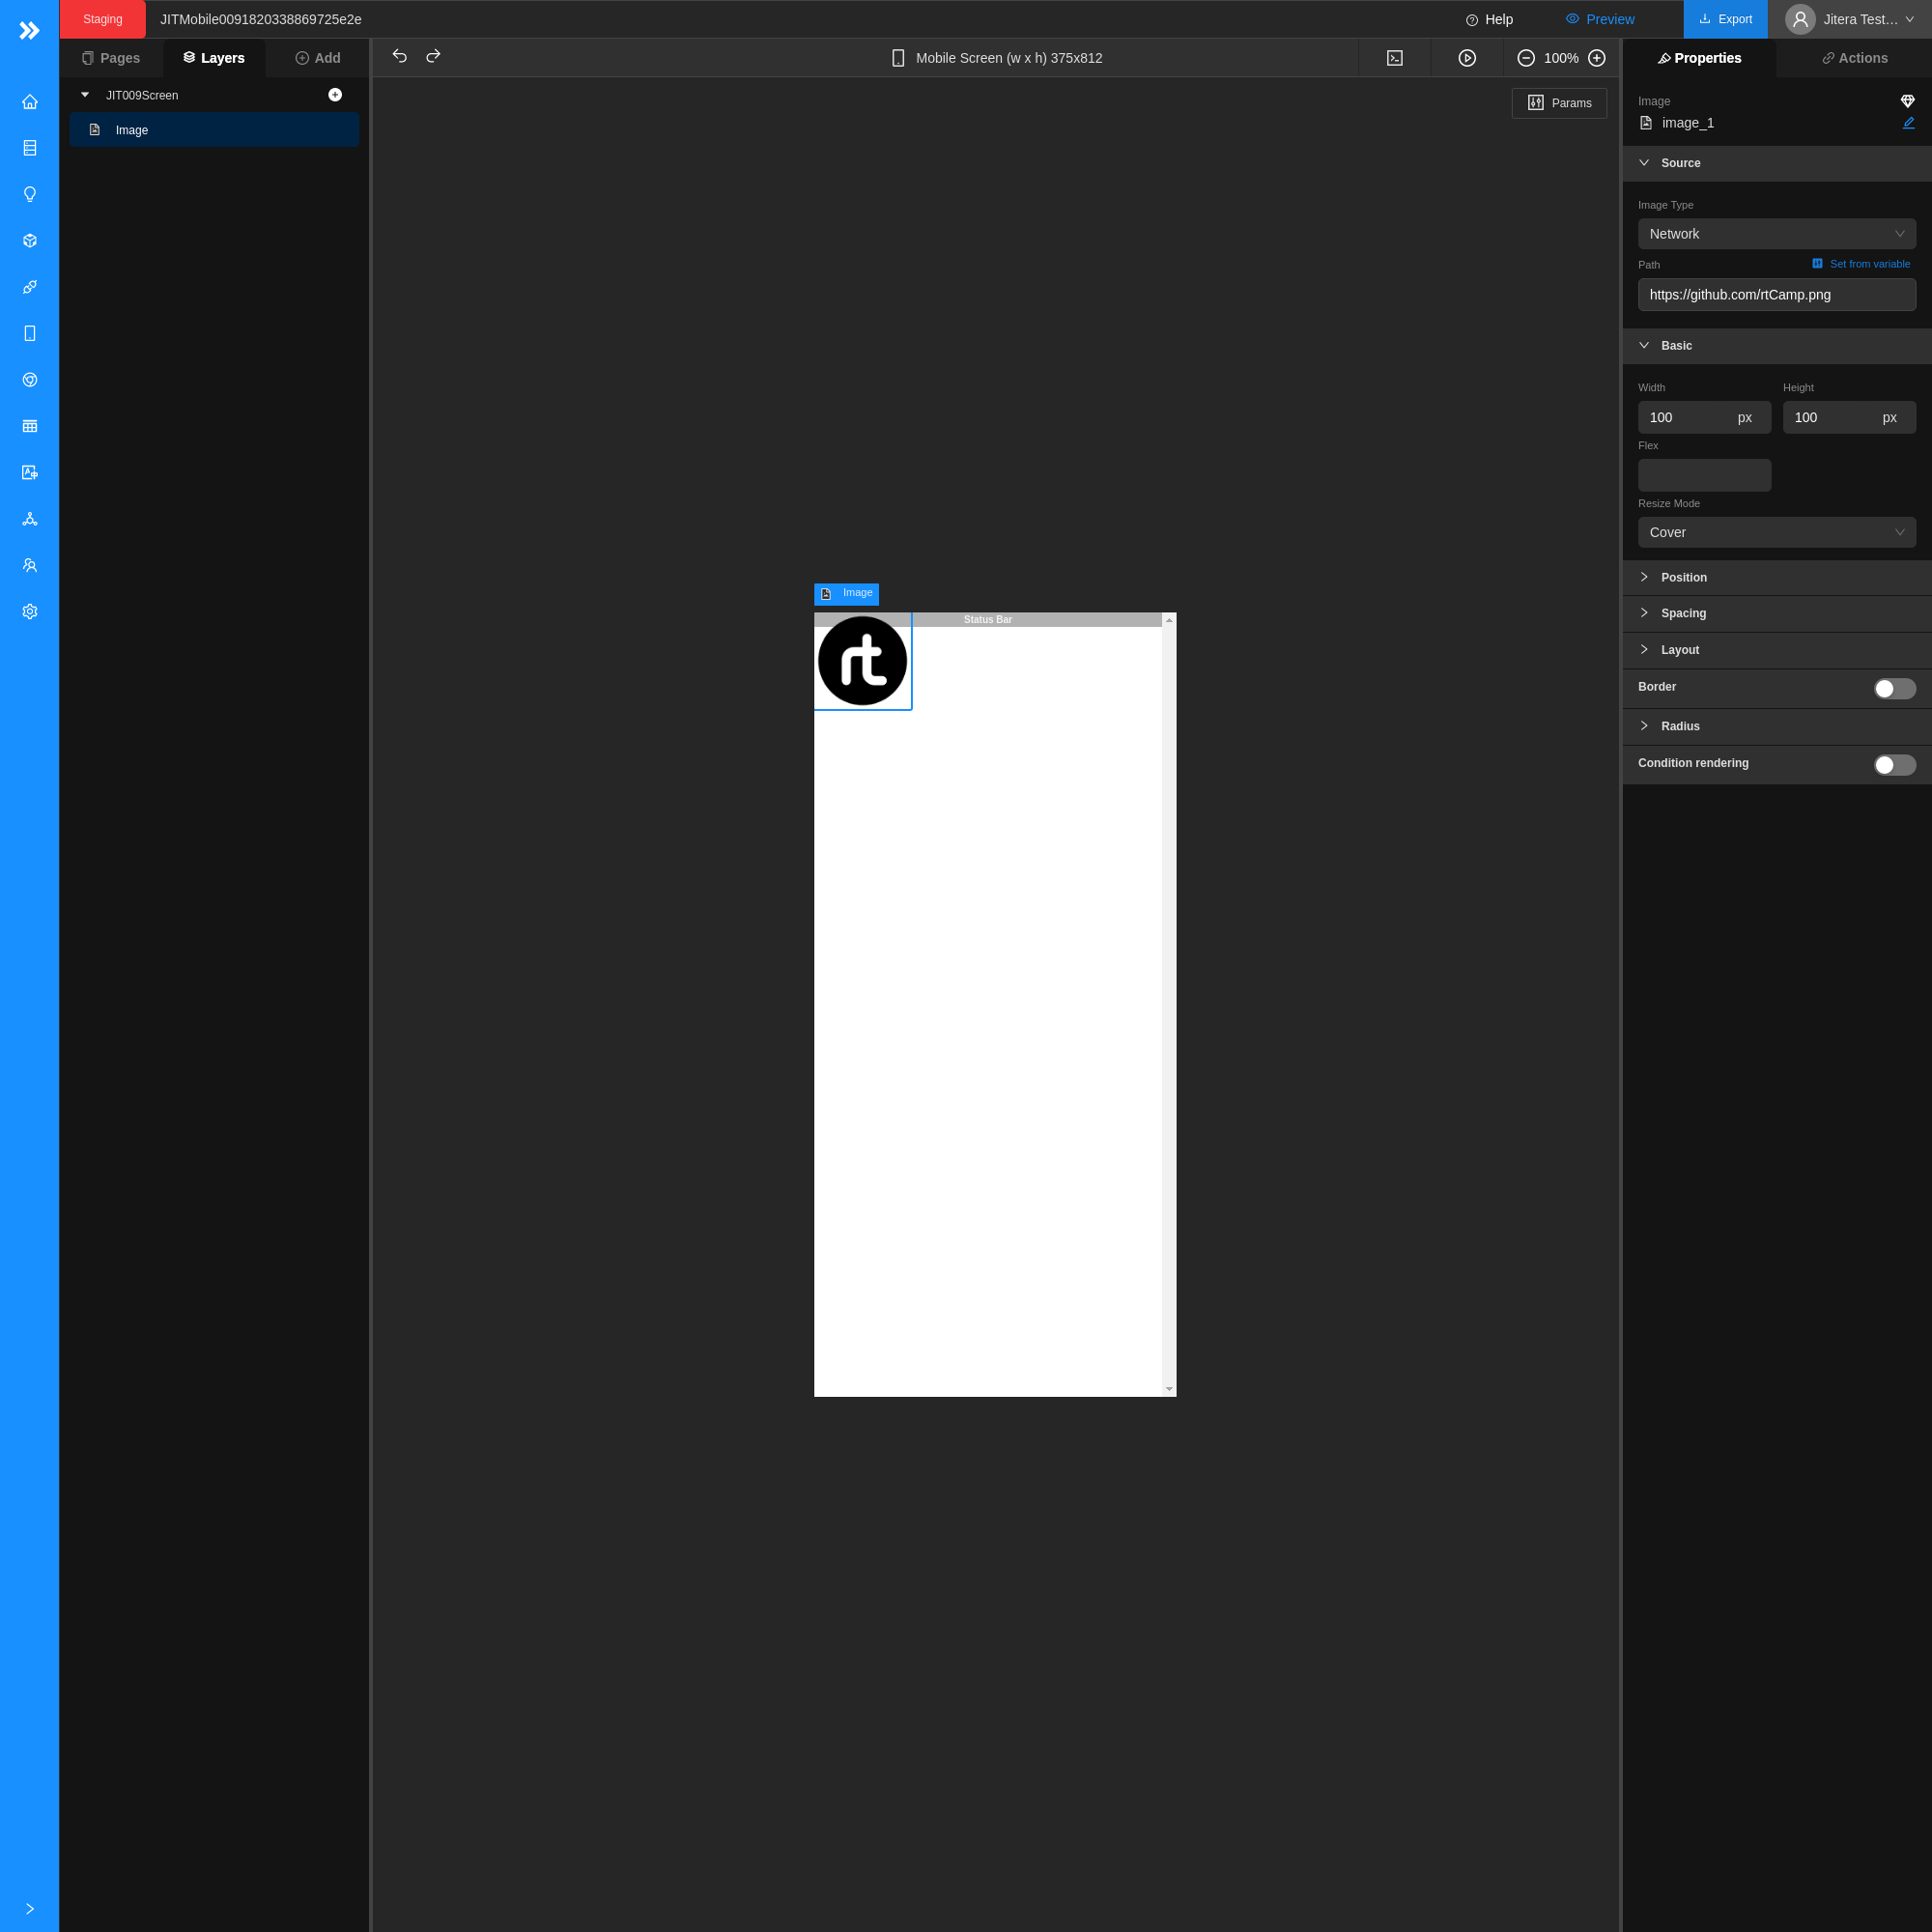 Staging
JITMobile0091820338869725e2e
Help
Preview
Export
Jitera Test…
Pages
Layers
Add
Mobile Screen (w x h) 375x812
100%
Properties
Actions
JIT009Screen
Image
Params
Image
image_1
Source
Image Type
Network
Path
Set from variable
https://github.com/rtCamp.png
Basic
Width
Height
100
px
100
px
Flex
Resize Mode
Cover
Position
Spacing
Layout
Border
Radius
Condition rendering
Image
Status Bar
rt